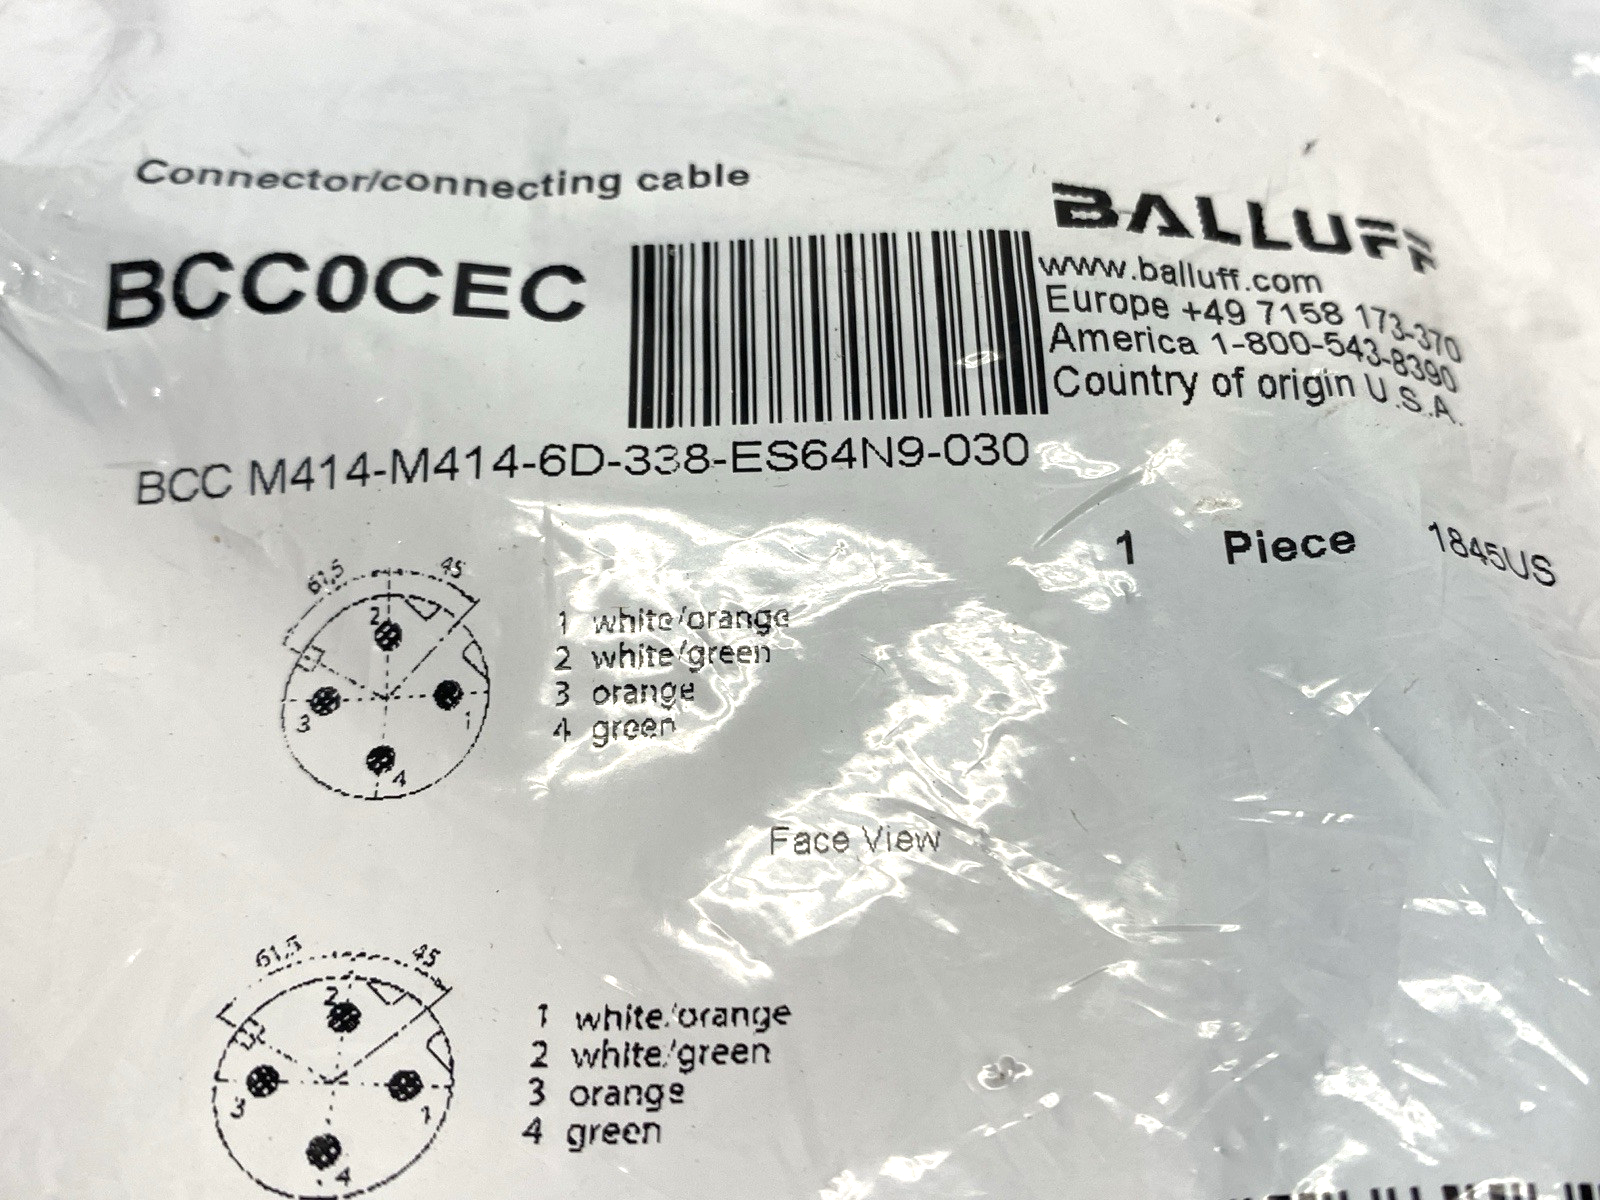 Connector/connecting cable
BALLUFF
BCC0CEC
www.balluff.com
Europe +49 7158 173-370
America 1-800-543-8390
Country of origin U.S.A.
BCC M414-M414-6D-338-ES64N9-030
1 Piece 1845US
61,5 45
2
3
1
4
1 white/orange
2 white/green
3 orange
4 green
Face View
61,5 45
2
3
1
4
1 white/orange
2 white/green
3 orange
4 green